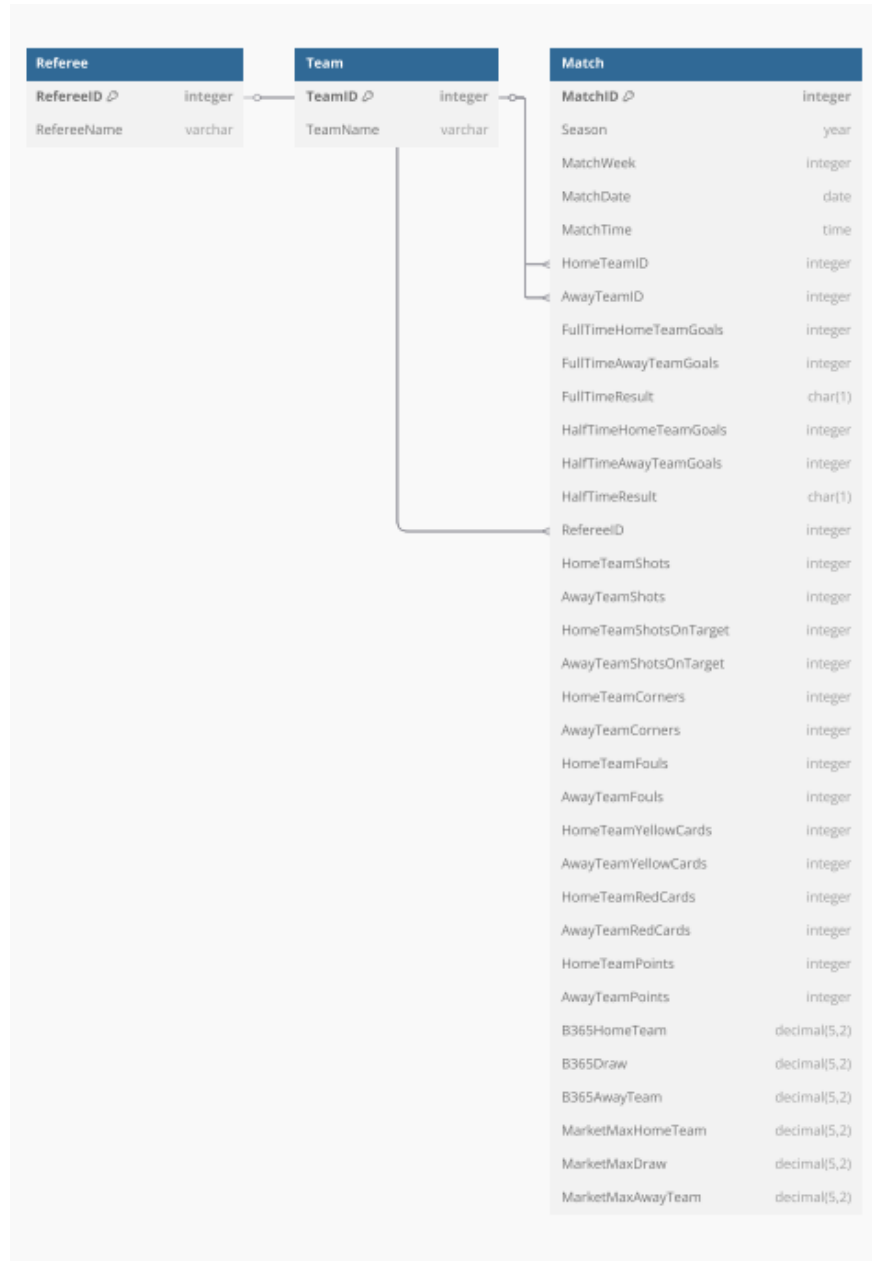 Referee
RefereeID integer
RefereeName varchar
Team
TeamID integer
TeamName varchar
Match
MatchID integer
Season year
MatchWeek integer
MatchDate date
MatchTime time
HomeTeamID integer
AwayTeamID integer
FullTimeHomeTeamGoals integer
FullTimeAwayTeamGoals integer
FullTimeResult char(1)
HalfTimeHomeTeamGoals integer
HalfTimeAwayTeamGoals integer
HalfTimeResult char(1)
RefereeID integer
HomeTeamShots integer
AwayTeamShots integer
HomeTeamShotsOnTarget integer
AwayTeamShotsOnTarget integer
HomeTeamCorners integer
AwayTeamCorners integer
HomeTeamFouls integer
AwayTeamFouls integer
HomeTeamYellowCards integer
AwayTeamYellowCards integer
HomeTeamRedCards integer
AwayTeamRedCards integer
HomeTeamPoints integer
AwayTeamPoints integer
B365HomeTeam decimal(5,2)
B365Draw decimal(5,2)
B365AwayTeam decimal(5,2)
MarketMaxHomeTeam decimal(5,2)
MarketMaxDraw decimal(5,2)
MarketMaxAwayTeam decimal(5,2)